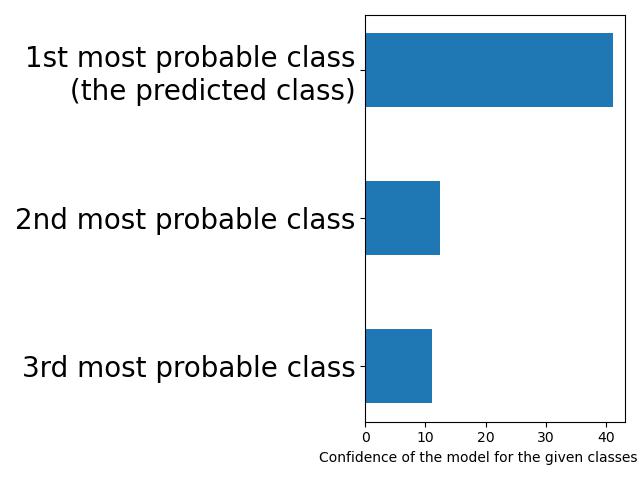 1st most probable class
(the predicted class)
2nd most probable class
3rd most probable class
0 10 20 30 40
Confidence of the model for the given classes